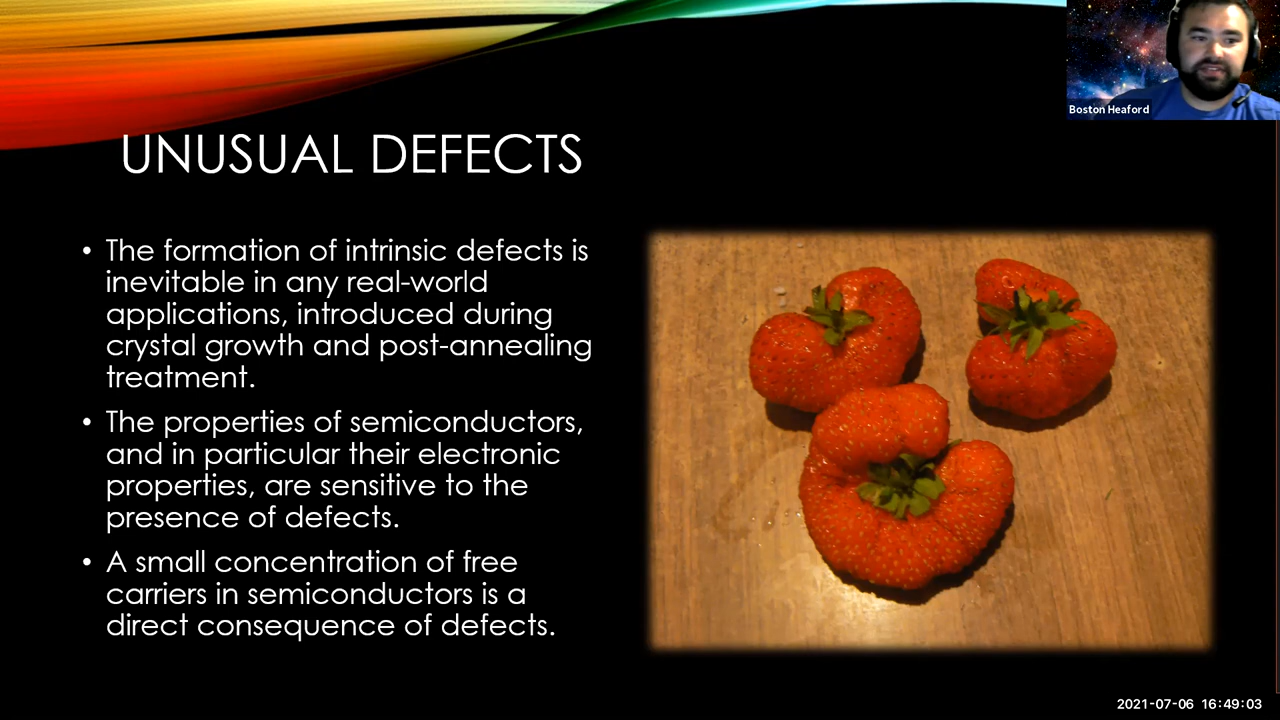 Boston Heaford
UNUSUAL DEFECTS
• The formation of intrinsic defects is
inevitable in any real-world
applications, introduced during
crystal growth and post-annealing
treatment.
• The properties of semiconductors,
and in particular their electronic
properties, are sensitive to the
presence of defects.
• A small concentration of free
carriers in semiconductors is a
direct consequence of defects.
2021-07-06 16:49:03